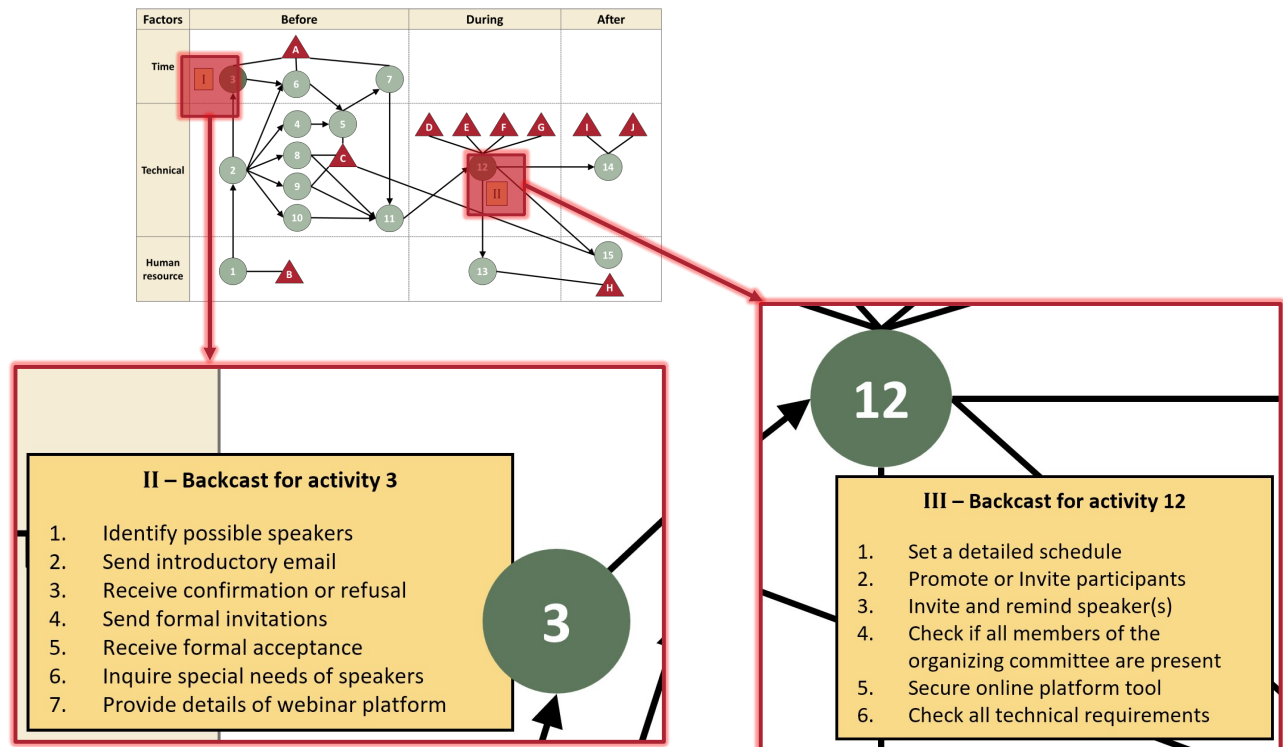 Factors Before During After
Time
A
I 3 6 7
4 5
D E F G I J
8 C
Technical 2 12 14
9 II
10 11
Human
resource
1 B 13 15
H
12
II – Backcast for activity 3
1. Identify possible speakers
2. Send introductory email
3. Receive confirmation or refusal
4. Send formal invitations
5. Receive formal acceptance
6. Inquire special needs of speakers
7. Provide details of webinar platform
3
III – Backcast for activity 12
1. Set a detailed schedule
2. Promote or Invite participants
3. Invite and remind speaker(s)
4. Check if all members of the
organizing committee are present
5. Secure online platform tool
6. Check all technical requirements